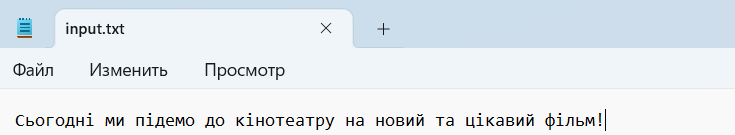 input.txt
Файл Изменить Просмотр
Сьогодні ми підемо до кінотеатру на новий та цікавий фільм!